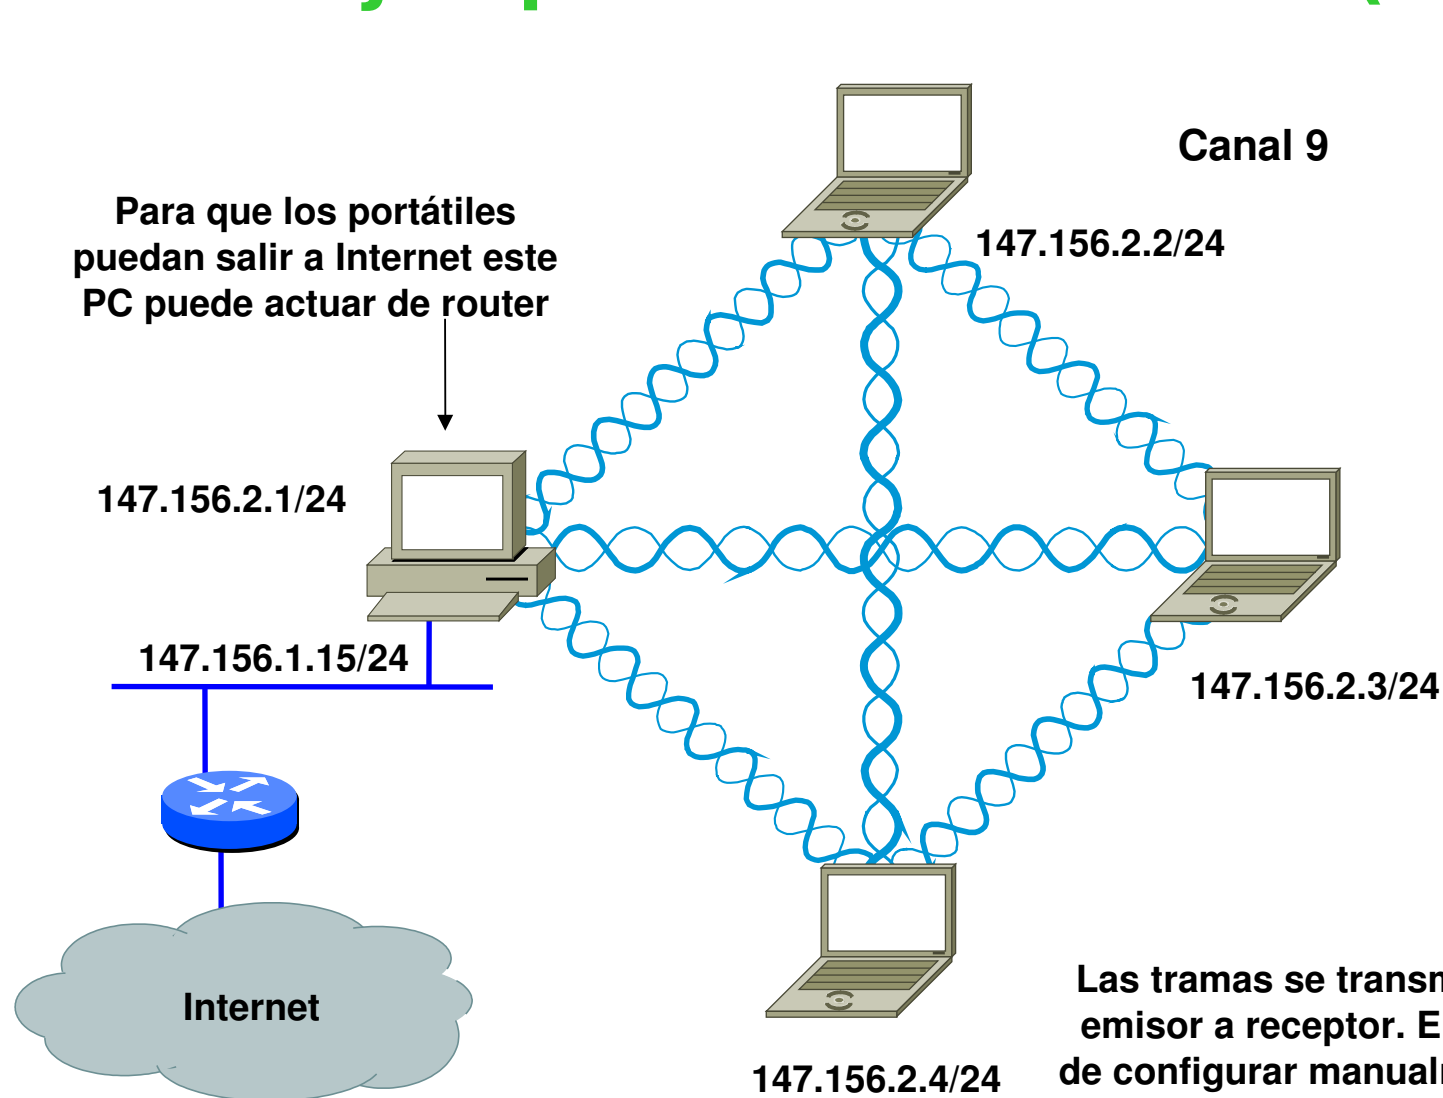 Canal 9
Para que los portátiles
puedan salir a Internet este
PC puede actuar de router
147.156.2.2/24
147.156.2.1/24
147.156.1.15/24
147.156.2.3/24
Internet
Las tramas se
emisor a receptor.
de configurar
147.156.2.4/24